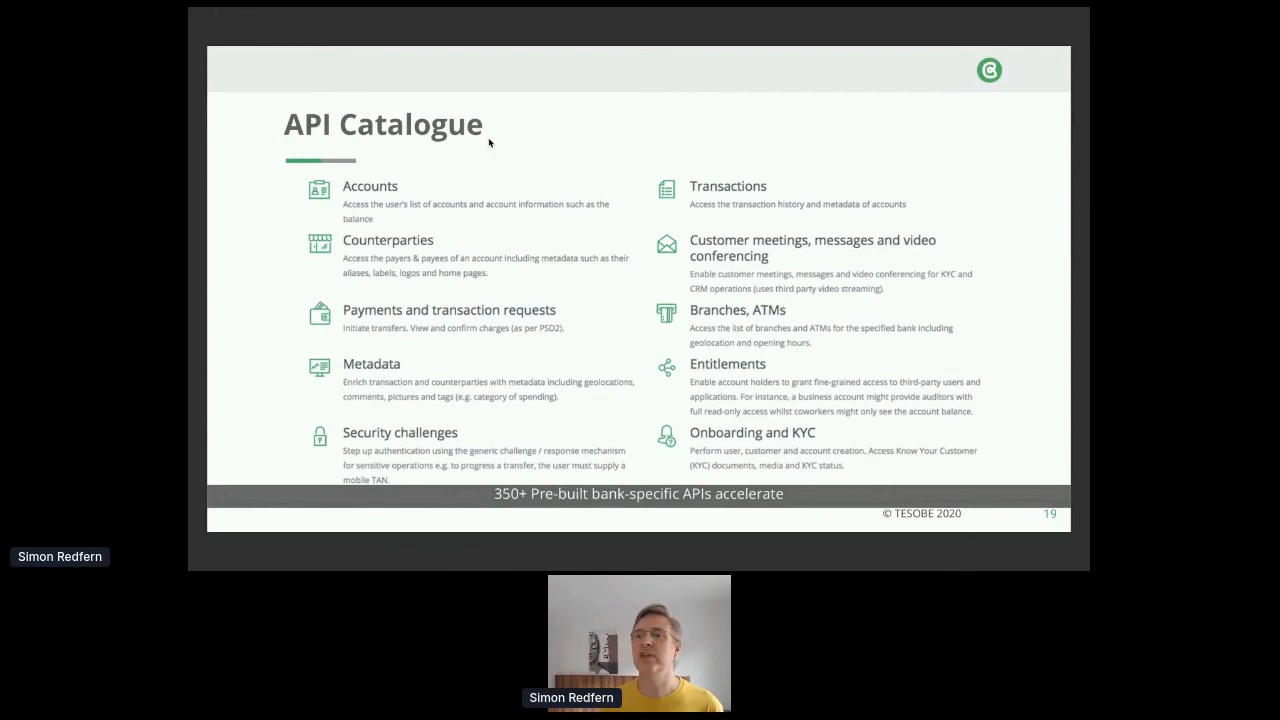 API Catalogue
Accounts
Access the user's list of accounts and account information such as the
balance
Counterparties
Access the payers & payees of an account including metadata such as their
aliases, labels, logos and home pages.
Payments and transaction requests
Initiate transfers. View and confirm charges (as per PSD2).
Metadata
Enrich transaction and counterparties with metadata including geolocations,
comments, pictures and tags (e.g. category of spending).
Security challenges
Step up authentication using the generic challenge / response mechanism
for sensitive operations e.g. to progress a transfer, the user must supply a
mobile TAN.
Transactions
Access the transaction history and metadata of accounts
Customer meetings, messages and video
conferencing
Enable customer meetings, messages and video conferencing for KYC and
CRM operations (uses third party video streaming).
Branches, ATMs
Access the list of branches and ATMs for the specified bank including
geolocation and opening hours.
Entitlements
Enable account holders to grant fine-grained access to third-party users and
applications. For instance, a business account might provide auditors with
full read-only access whilst coworkers might only see the account balance.
Onboarding and KYC
Perform user, customer and account creation. Access Know Your Customer
(KYC) documents, media and KYC status.
350+ Pre-built bank-specific APIs accelerate
© TESOBE 2020
19
Simon Redfern
Simon Redfern